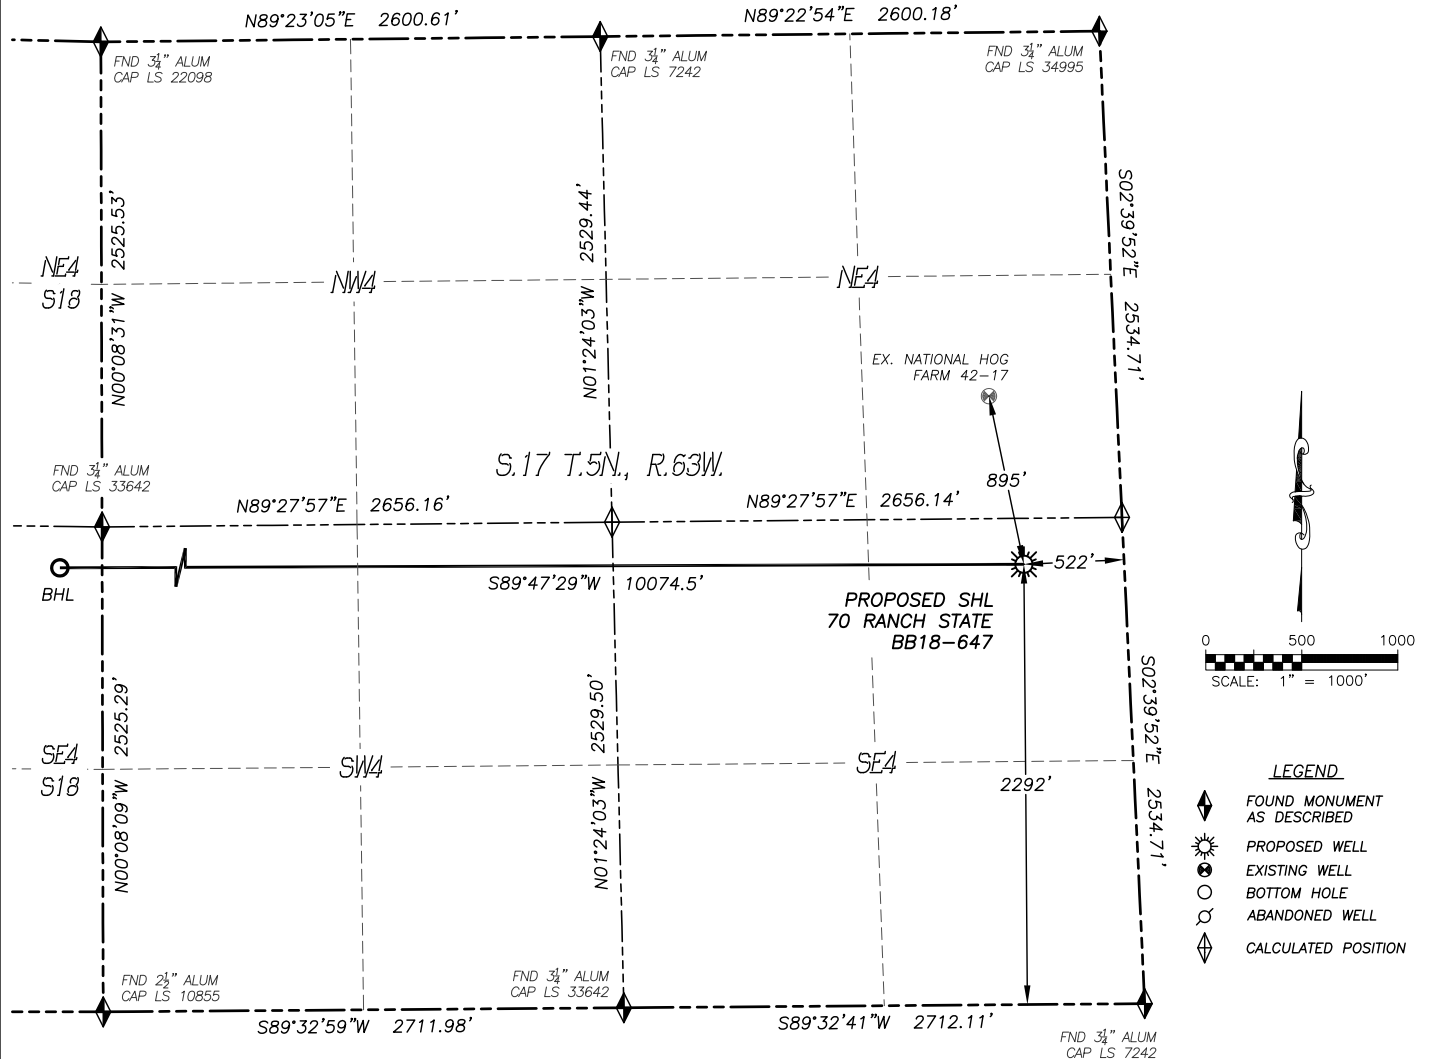 N89°23'05"E 2600.61'
N89°22'54"E 2600.18'
FND 3¼" ALUM
CAP LS 22098
FND 3¼" ALUM
CAP LS 7242
FND 3¼" ALUM
CAP LS 34995
N00°08'31"W 2525.53'
N01°24'03"W 2529.44'
S02°39'52"E 2534.71'
NE4
S18
NW4
NE4
EX. NATIONAL HOG
FARM 42-17
895'
S.17 T.5N., R.63W.
FND 3¼" ALUM
CAP LS 33642
N89°27'57"E 2656.16'
N89°27'57"E 2656.14'
522'
BHL
S89°47'29"W 10074.5'
PROPOSED SHL
70 RANCH STATE
BB18-647
0 500 1000
SCALE: 1" = 1000'
N00°08'09"W 2525.29'
N01°24'03"W 2529.50'
S02°39'52"E 2534.71'
SE4
S18
SW4
SE4
2292'
LEGEND
FOUND MONUMENT
AS DESCRIBED
PROPOSED WELL
EXISTING WELL
BOTTOM HOLE
ABANDONED WELL
CALCULATED POSITION
FND 2½" ALUM
CAP LS 10855
FND 3¼" ALUM
CAP LS 33642
S89°32'59"W 2711.98'
S89°32'41"W 2712.11'
FND 3¼" ALUM
CAP LS 7242